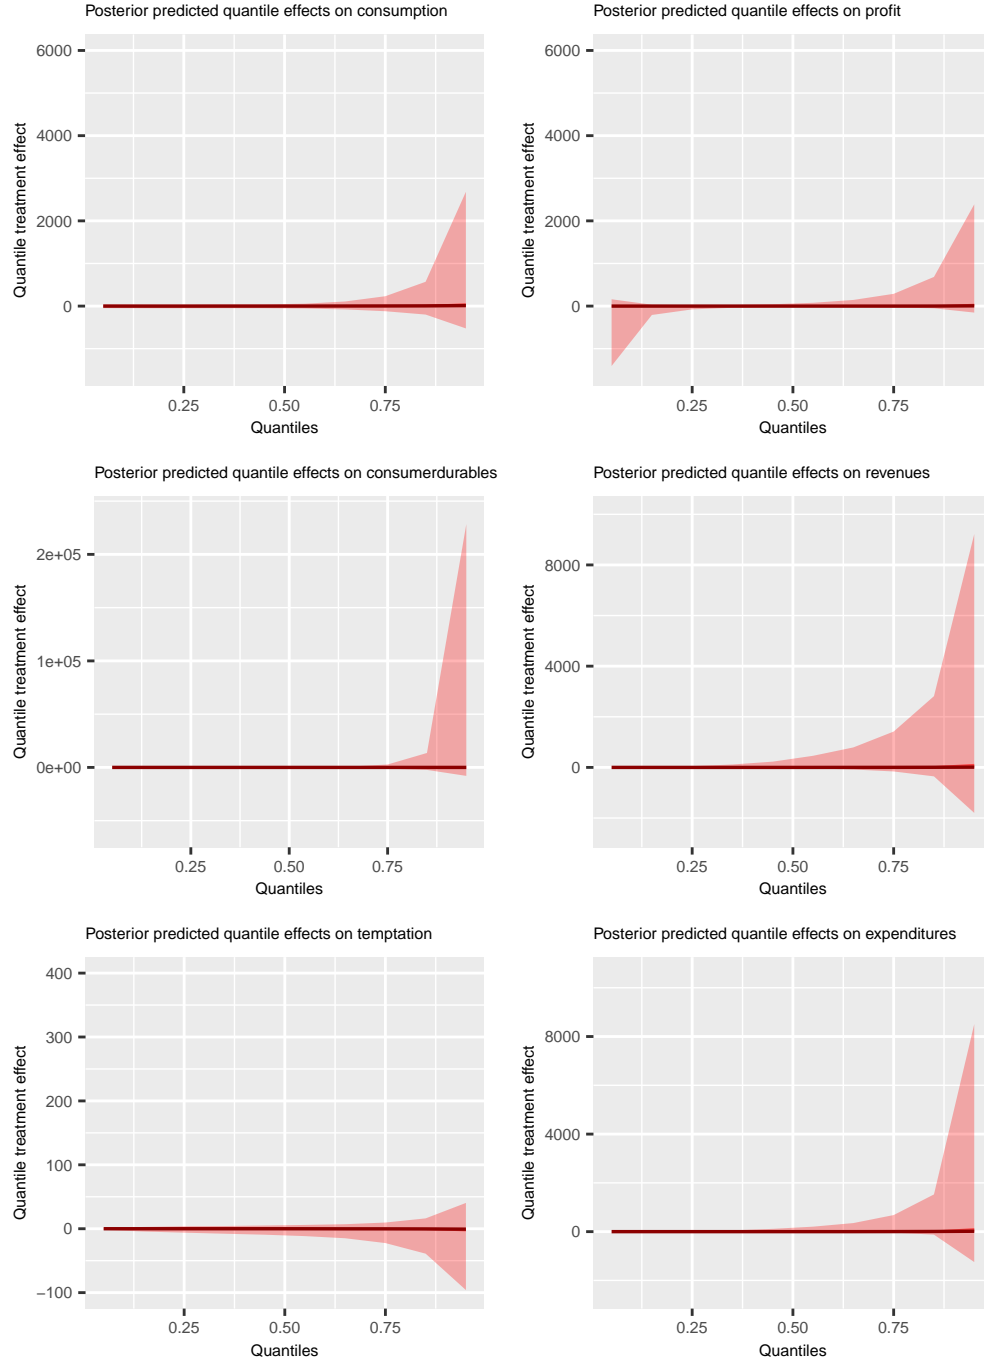 Posterior predicted quantile effects on consumption
6000
4000
2000
0
Quantile treatment effect
0.25 0.50 0.75
Quantiles
Posterior predicted quantile effects on profit
6000
4000
2000
0
Quantile treatment effect
0.25 0.50 0.75
Quantiles
Posterior predicted quantile effects on consumerdurables
2e+05
1e+05
0e+00
Quantile treatment effect
0.25 0.50 0.75
Quantiles
Posterior predicted quantile effects on revenues
8000
4000
0
Quantile treatment effect
0.25 0.50 0.75
Quantiles
Posterior predicted quantile effects on temptation
400
300
200
100
0
−100
Quantile treatment effect
0.25 0.50 0.75
Quantiles
Posterior predicted quantile effects on expenditures
8000
4000
0
Quantile treatment effect
0.25 0.50 0.75
Quantiles